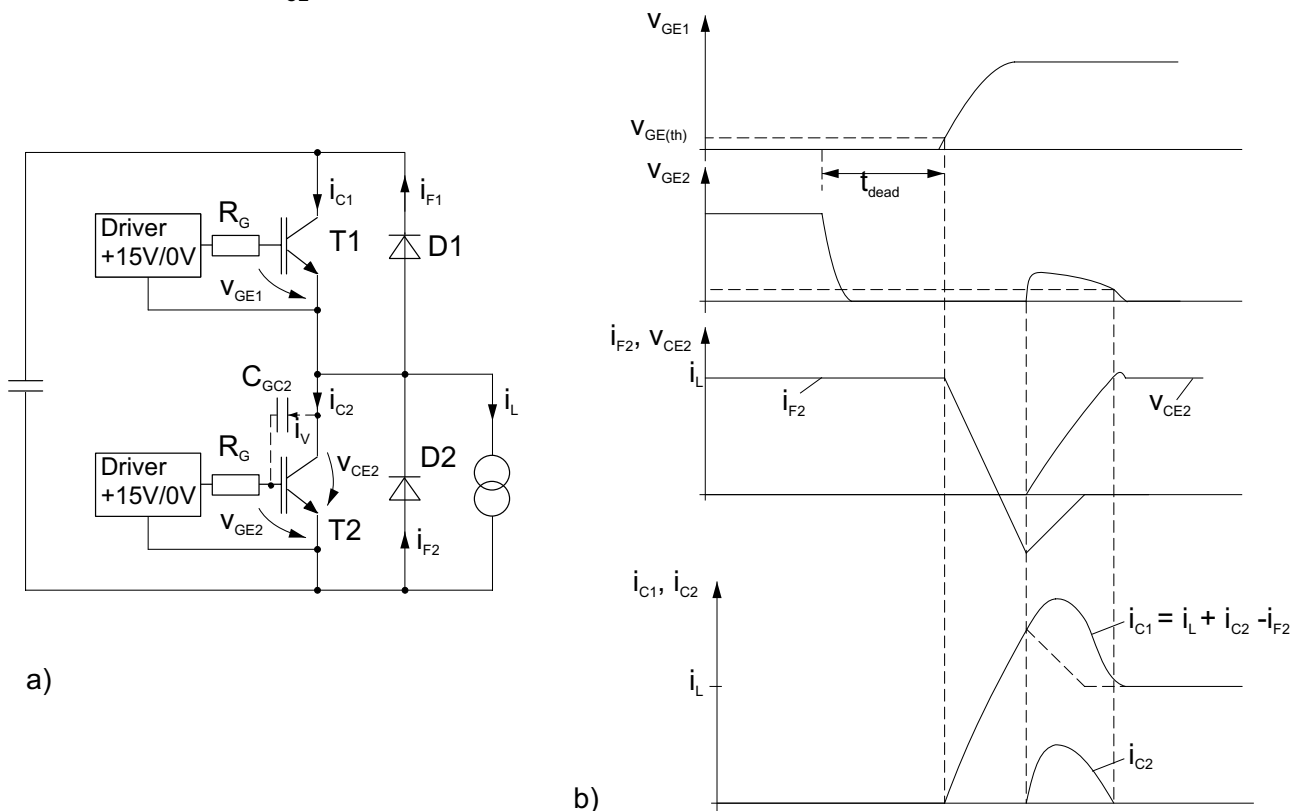 GE
i_C1
i_F1
Driver
+15V/0V
R_G
T1
D1
v_GE1
C_GC2
i_C2
i_L
i_v
Driver
+15V/0V
R_G
v_CE2
D2
v_GE2
T2
i_F2
a)
v_GE1
v_GE(th)
v_GE2
t_dead
i_F2, v_CE2
i_L
i_F2
v_CE2
i_C1, i_C2
i_C1 = i_L + i_C2 -i_F2
i_L
i_C2
b)